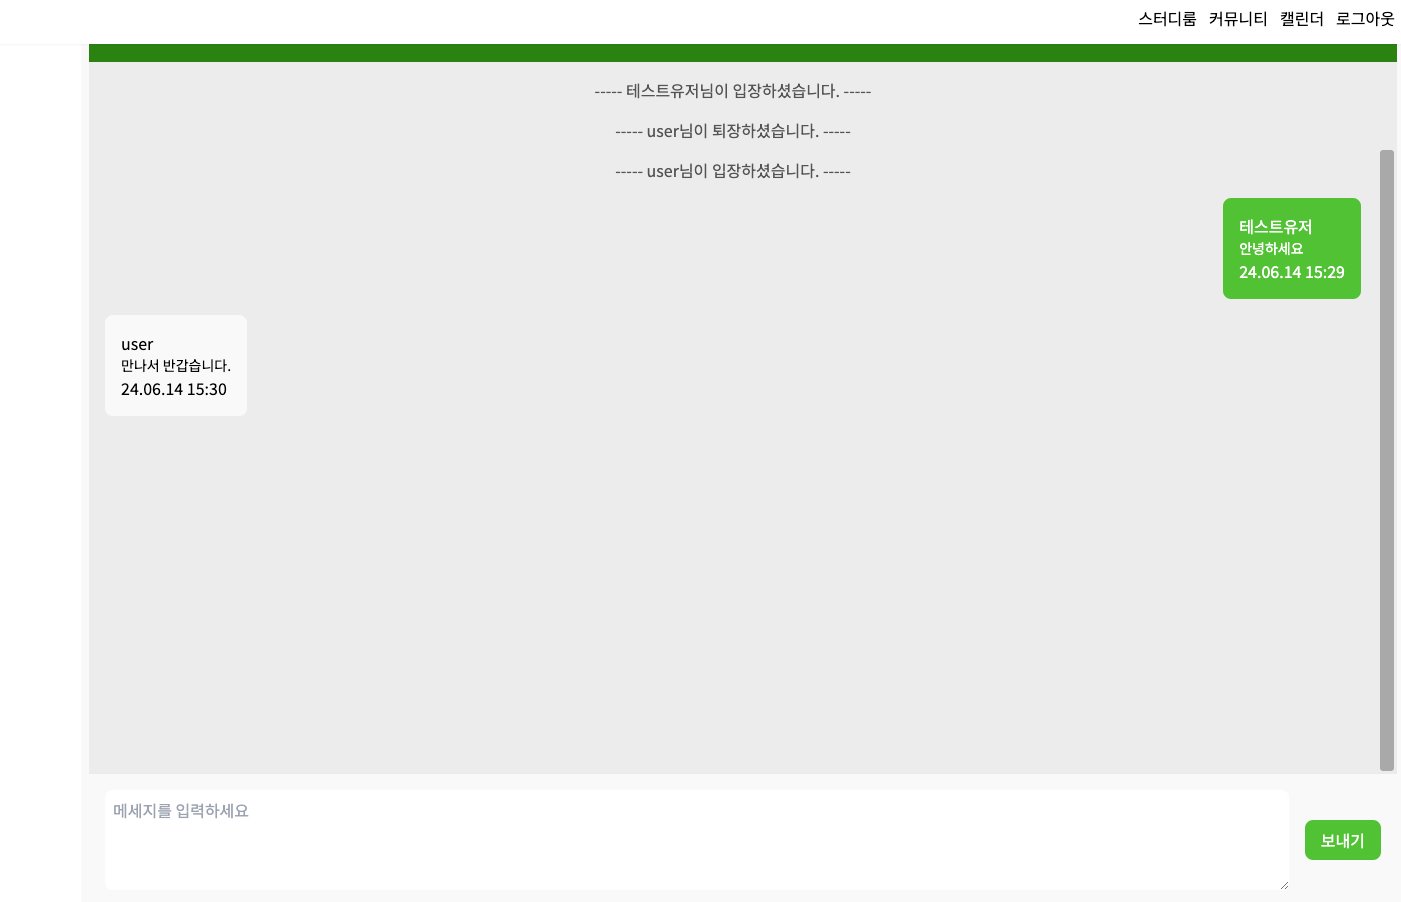 스터디룸 커뮤니티 캘린더 로그아웃
----- 테스트유저님이 입장하셨습니다. -----
----- user님이 퇴장하셨습니다. -----
----- user님이 입장하셨습니다. -----
테스트유저
안녕하세요
24.06.14 15:29
user
만나서 반갑습니다.
24.06.14 15:30
메세지를 입력하세요
보내기